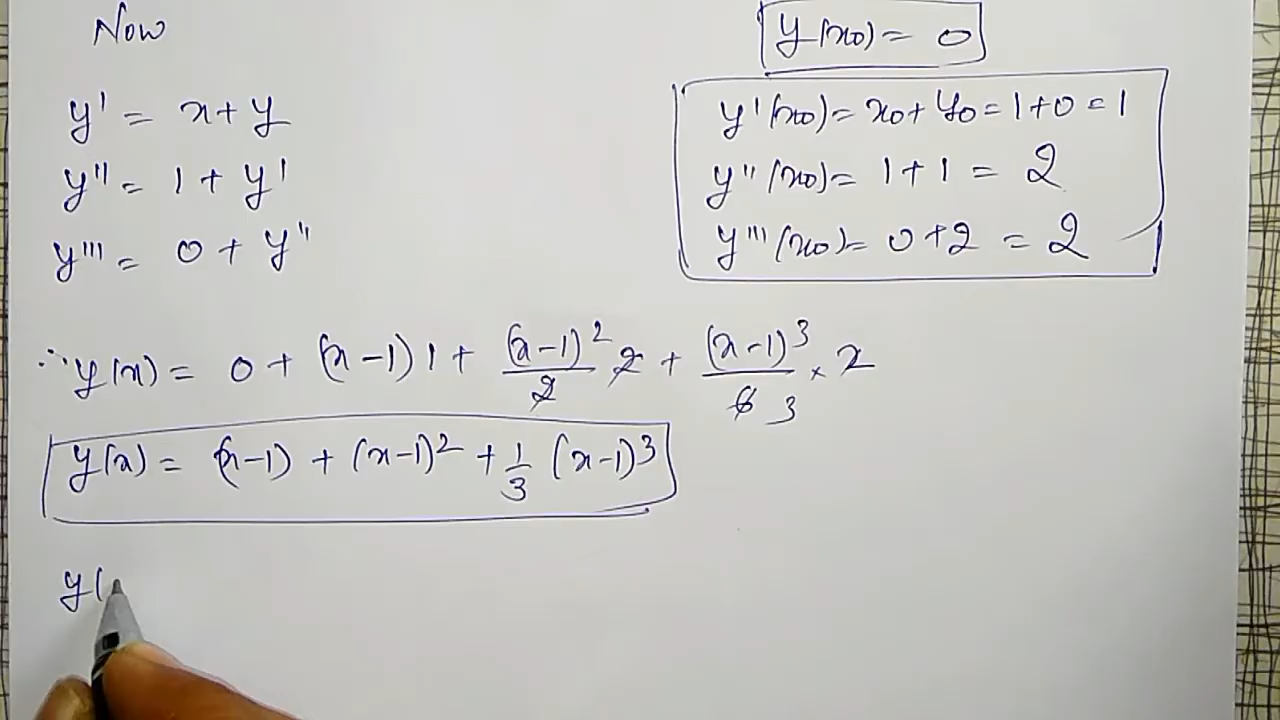 Now
y' = x + y
y'' = 1 + y'
y''' = 0 + y''
y(x0) = 0
y'(x0) = x0 + y0 = 1 + 0 = 1
y''(x0) = 1 + 1 = 2
y'''(x0) = 0 + 2 = 2
∴ y(x) = 0 + (x-1) 1 + (x-1)^2/2 2 + (x-1)^3/6 3 × 2
y(x) = (x-1) + (x-1)^2 + 1/3 (x-1)^3
y(